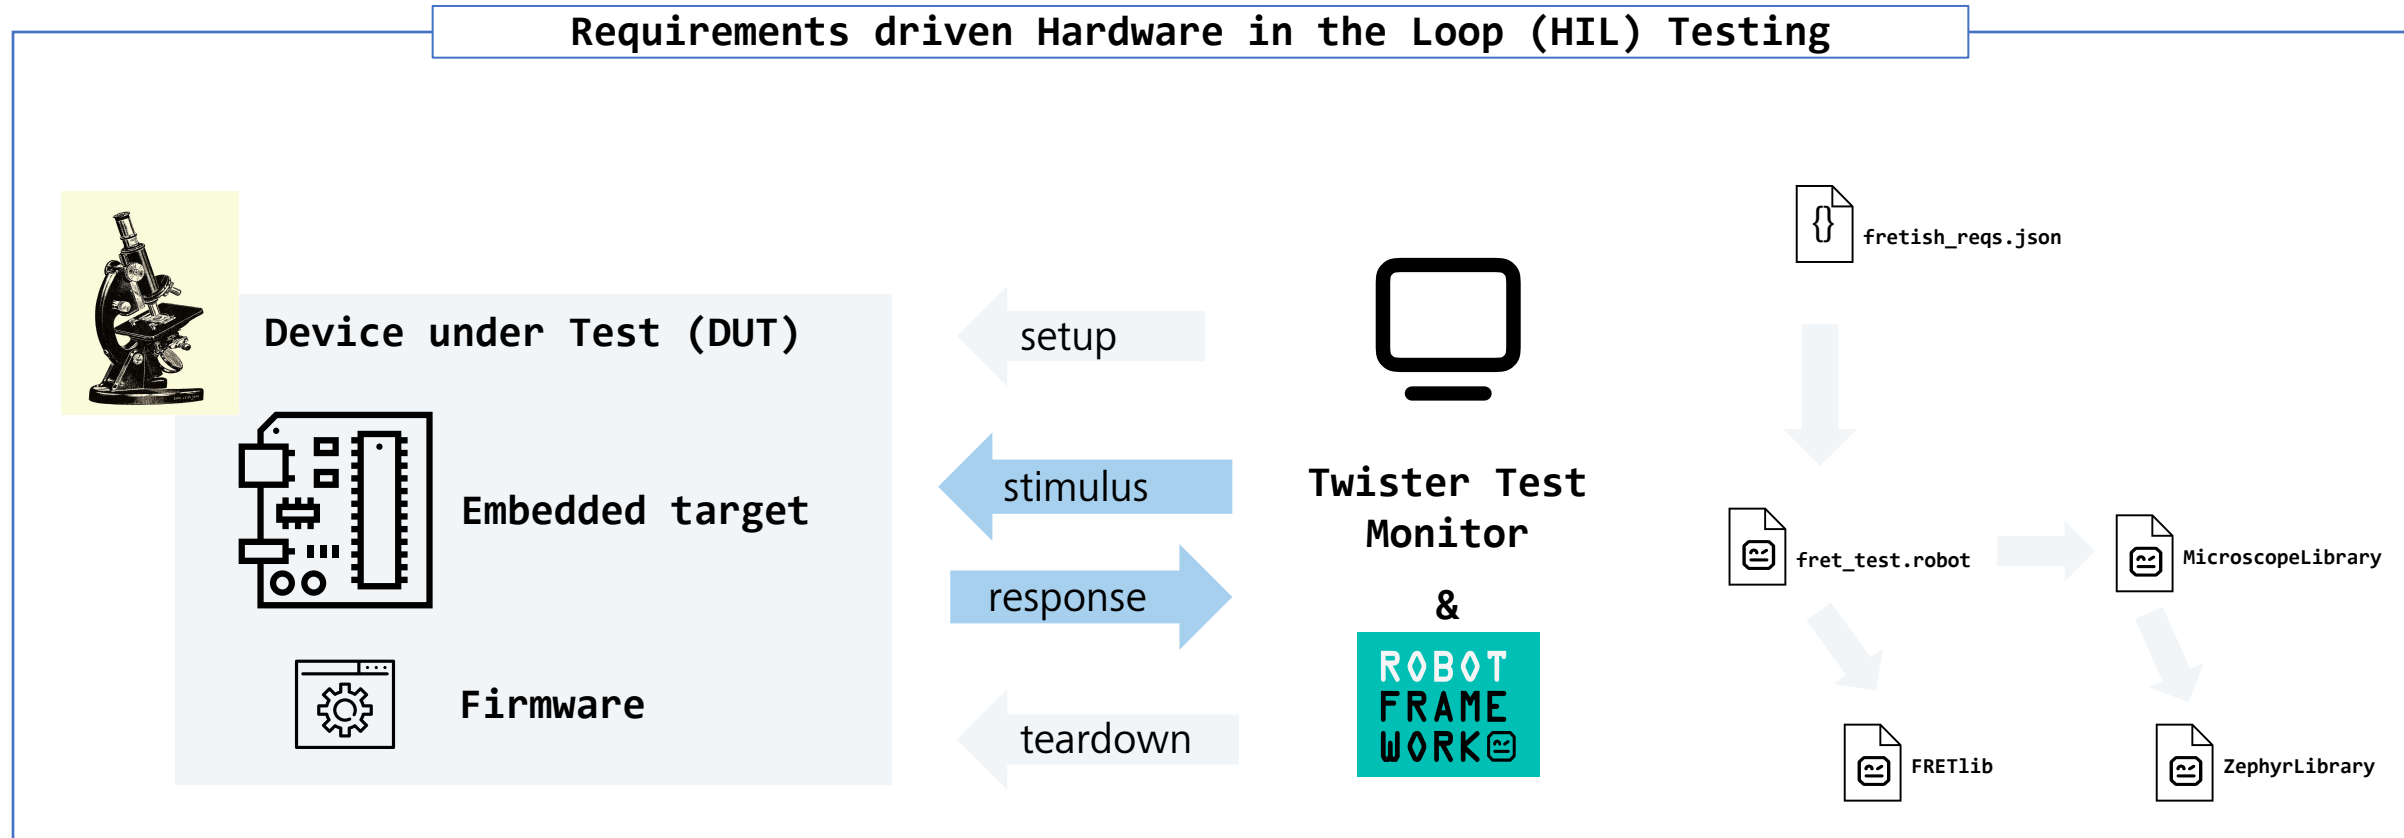 Requirements driven Hardware in the Loop (HIL) Testing
Device under Test (DUT)
Embedded target
Firmware
setup
stimulus
response
teardown
Twister Test
Monitor
&
ROBOT
FRAME
WORK
{}
fretish_reqs.json
fret_test.robot
MicroscopeLibrary
FRETlib
ZephyrLibrary